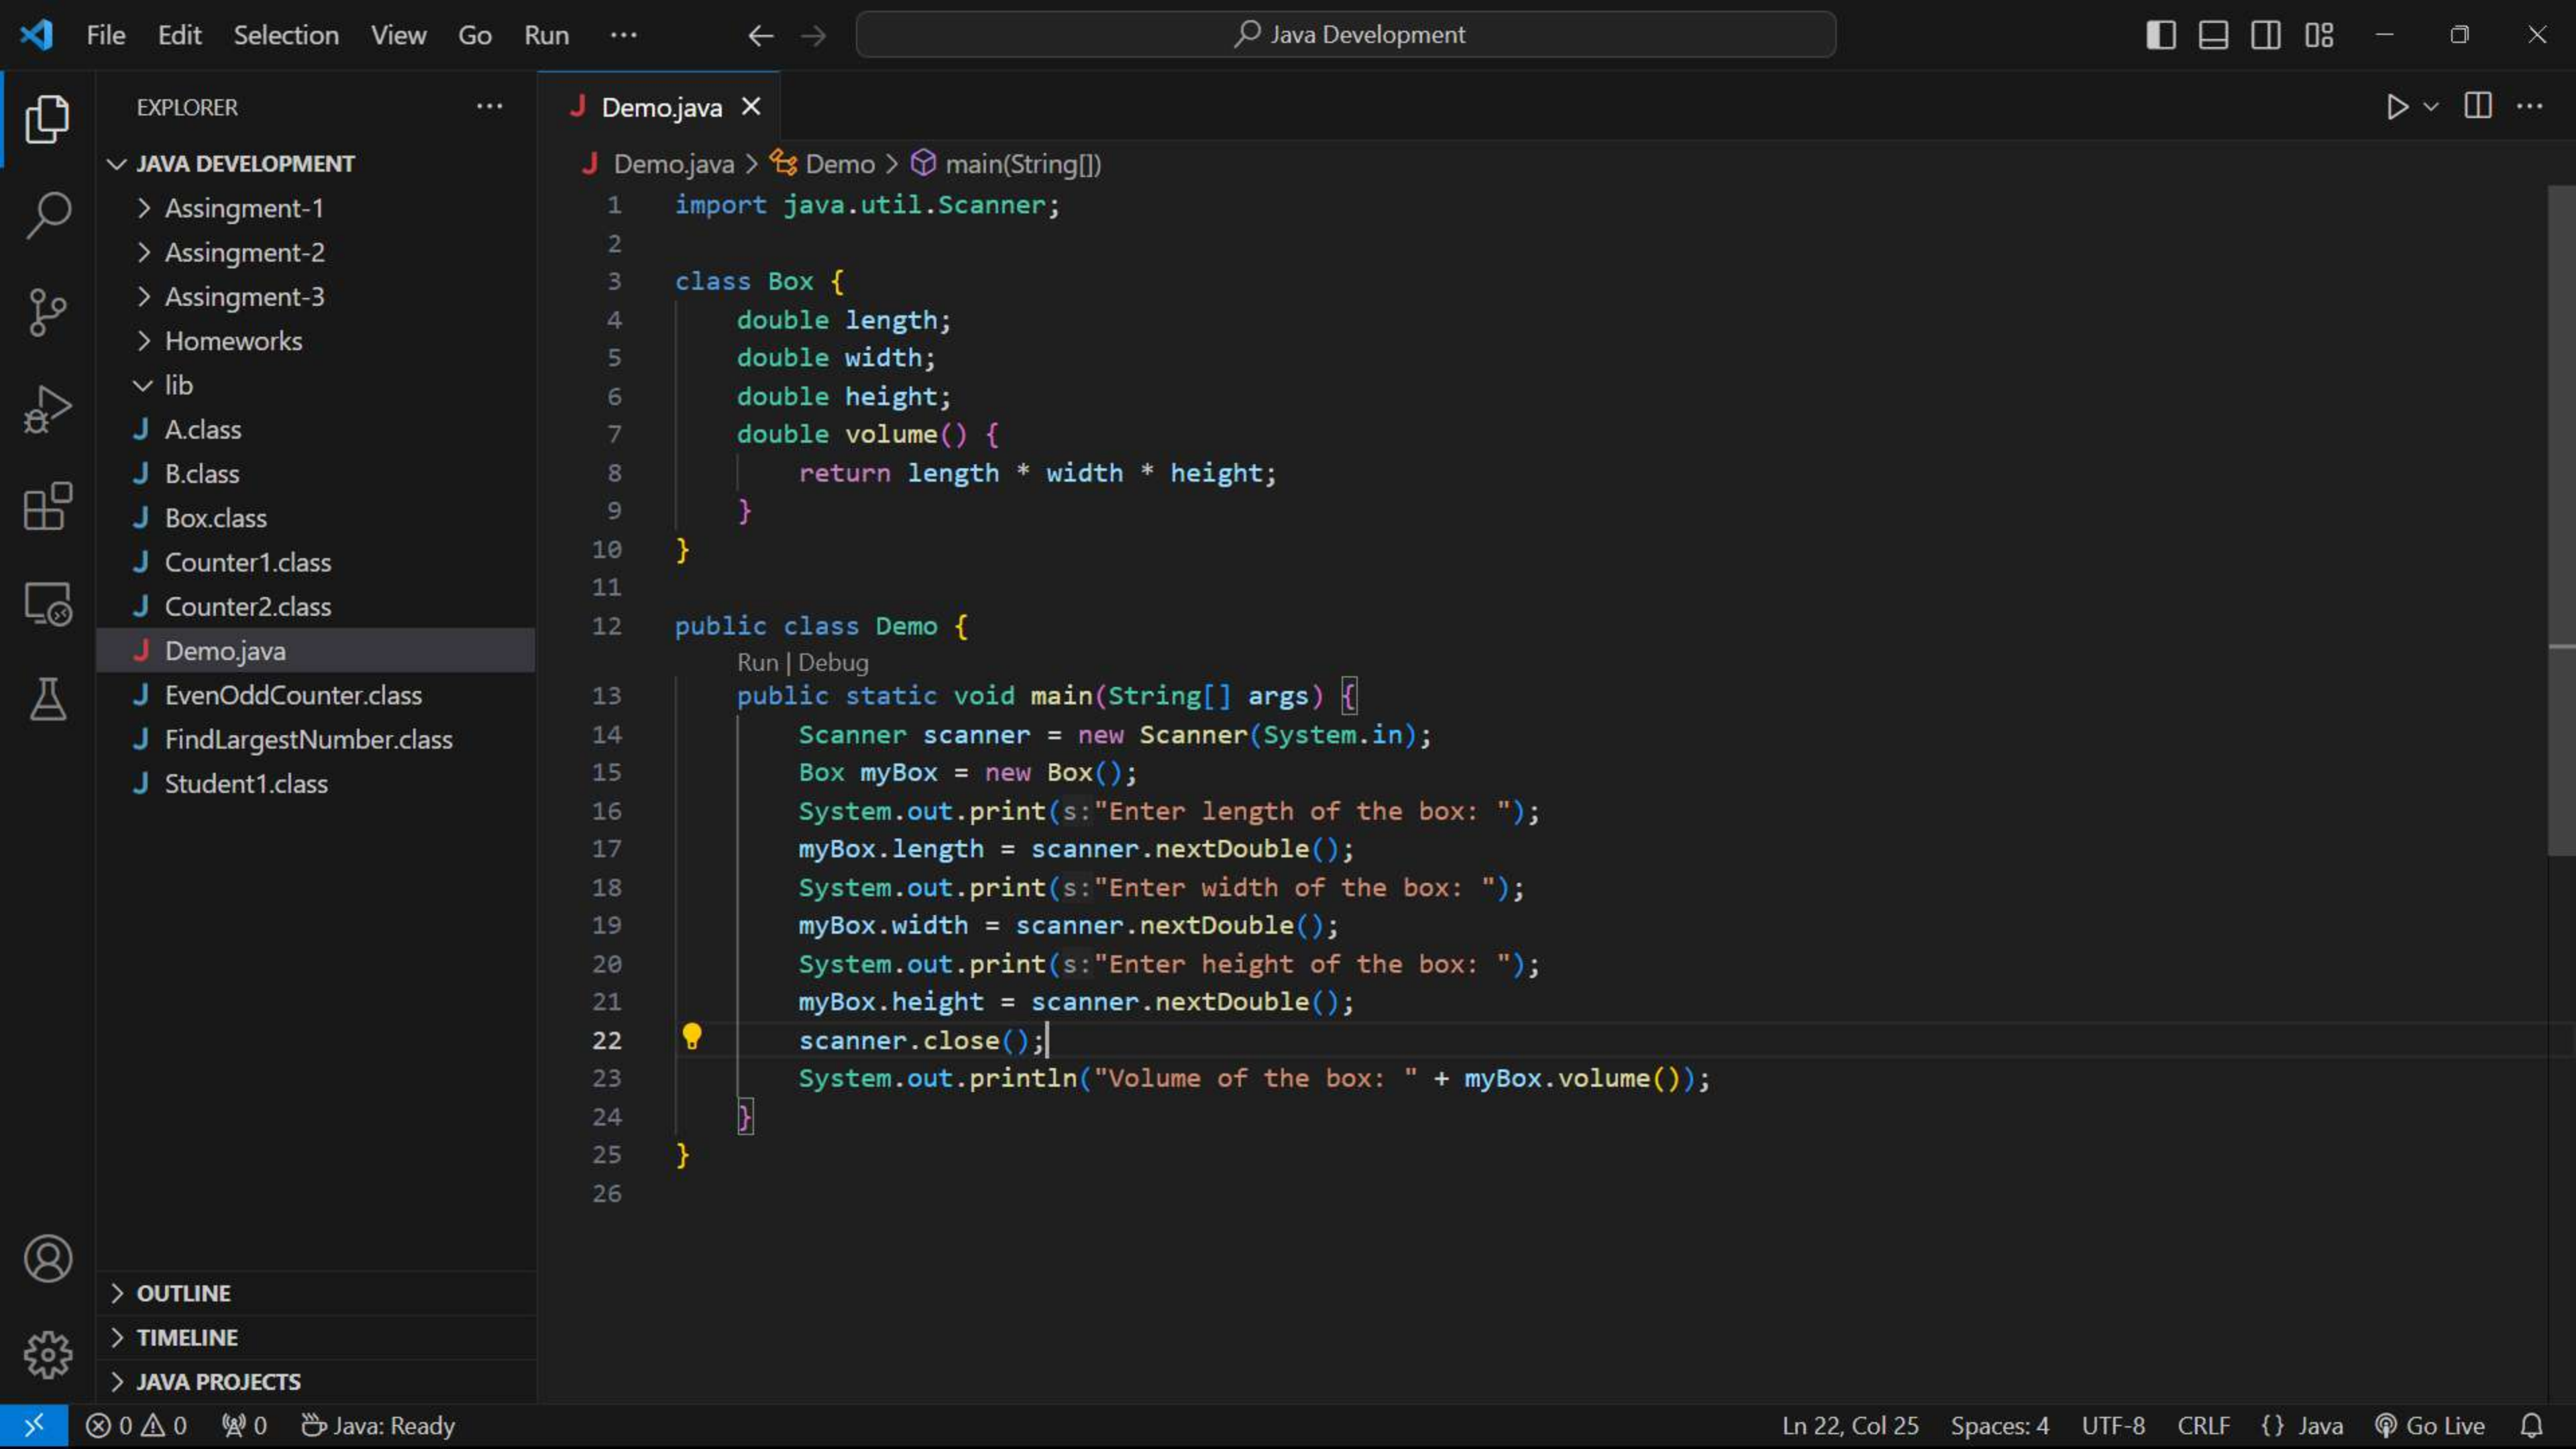 File Edit Selection View Go Run ··· Java Development
EXPLORER ···
JAVA DEVELOPMENT
Assingment-1
Assingment-2
Assingment-3
Homeworks
lib
J A.class
J B.class
J Box.class
J Counter1.class
J Counter2.class
J Demo.java
J EvenOddCounter.class
J FindLargestNumber.class
J Student1.class
OUTLINE
TIMELINE
JAVA PROJECTS
J Demo.java
J Demo.java > Demo > main(String[])
1 import java.util.Scanner;
2
3 class Box {
4 double length;
5 double width;
6 double height;
7 double volume() {
8 return length * width * height;
9 }
10 }
11
12 public class Demo {
Run | Debug
13 public static void main(String[] args) {
14 Scanner scanner = new Scanner(System.in);
15 Box myBox = new Box();
16 System.out.print(s:"Enter length of the box: ");
17 myBox.length = scanner.nextDouble();
18 System.out.print(s:"Enter width of the box: ");
19 myBox.width = scanner.nextDouble();
20 System.out.print(s:"Enter height of the box: ");
21 myBox.height = scanner.nextDouble();
22 scanner.close();
23 System.out.println("Volume of the box: " + myBox.volume());
24 }
25 }
26
0 0 0 Java: Ready Ln 22, Col 25 Spaces: 4 UTF-8 CRLF {} Java Go Live